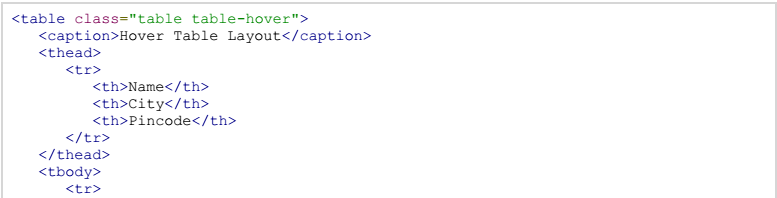 <table class="table table-hover">
   <caption>Hover Table Layout</caption>
   <thead>
      <tr>
         <th>Name</th>
         <th>City</th>
         <th>Pincode</th>
      </tr>
   </thead>
   <tbody>
      <tr>